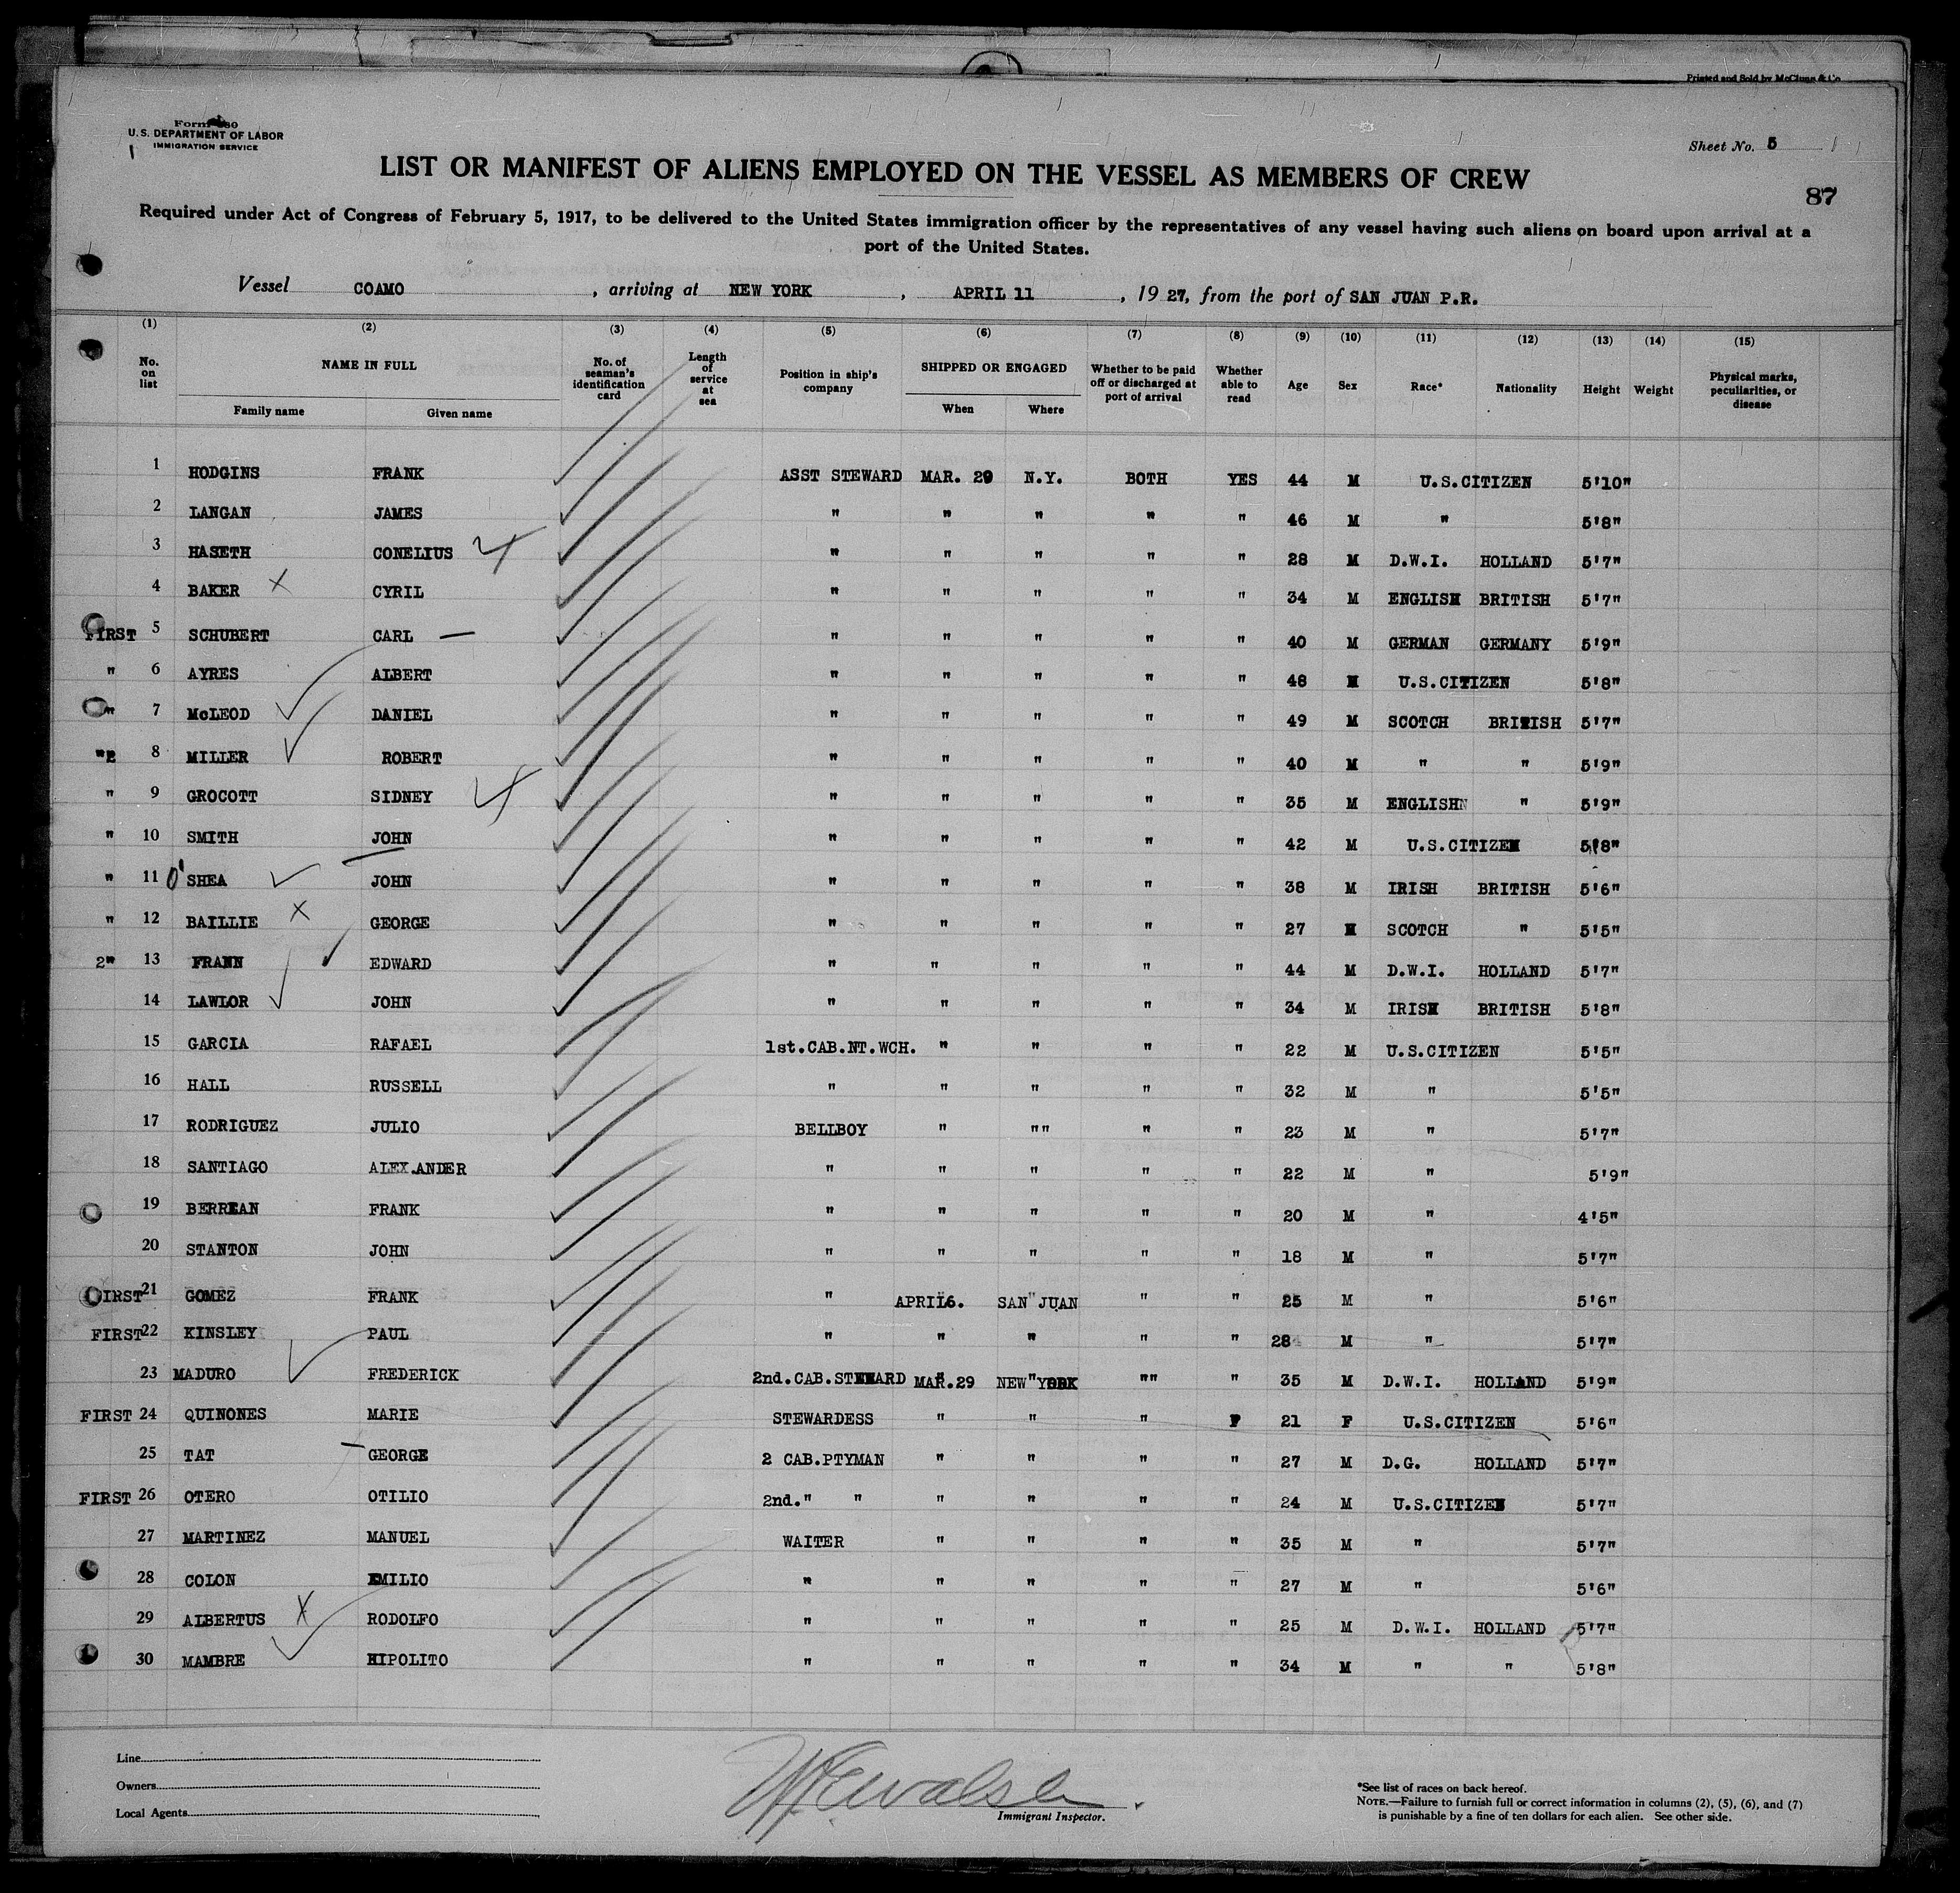 Printed and Sold by McClung & Co
U. S. DEPARTMENT OF LABOR
IMMIGRATION SERVICE
Sheet No. 5
LIST OR MANIFEST OF ALIENS EMPLOYED ON THE VESSEL AS MEMBERS OF CREW
87
Required under Act of Congress of February 5, 1917, to be delivered to the United States immigration officer by the representatives of any vessel having such aliens on board upon arrival at a
port of the United States.
Vessel COAMO , arriving at NEW YORK , APRIL 11 , 19 27, from the port of SAN JUAN P.R.
(1) (2) (3) (4) (5) (6) (7) (8) (9) (10) (11) (12) (13) (14) (15)
No. on list NAME IN FULL Family name Given name No. of seaman's identification card Length of service at sea Position in ship's company SHIPPED OR ENGAGED When Where Whether to be paid off or discharged at port of arrival Whether able to read Age Sex Race* Nationality Height Weight Physical marks, peculiarities, or disease
1 HODGINS FRANK ASST STEWARD MAR. 29 N.Y. BOTH YES 44 M U.S.CITIZEN 5'10"
2 LANGAN JAMES " " " " " 46 M " 5'8"
3 HASETH CONELIUS " " " " " 28 M D.W.I. HOLLAND 5'7"
4 BAKER CYRIL " " " " " 34 M ENGLISH BRITISH 5'7"
FIRST 5 SCHUBERT CARL " " " " " 40 M GERMAN GERMANY 5'9"
" 6 AYRES ALBERT " " " " " 48 M U.S.CITIZEN 5'8"
" 7 McLEOD DANIEL " " " " " 49 M SCOTCH BRITISH 5'7"
" 8 MILLER ROBERT " " " " " 40 M " " 5'9"
" 9 GROCOTT SIDNEY " " " " " 35 M ENGLISH " 5'9"
" 10 SMITH JOHN " " " " " 42 M U.S.CITIZEN 5'8"
" 11 O'SHEA JOHN " " " " " 38 M IRISH BRITISH 5'6"
" 12 BAILLIE GEORGE " " " " " 27 M SCOTCH " 5'5"
2" 13 FRANN EDWARD " " " " " 44 M D.W.I. HOLLAND 5'7"
14 LAWLOR JOHN " " " " " 34 M IRISH BRITISH 5'8"
15 GARCIA RAFAEL 1st.CAB.NT.WCH. " " " " 22 M U.S.CITIZEN 5'5"
16 HALL RUSSELL " " " " " 32 M " 5'5"
17 RODRIGUEZ JULIO BELLBOY " "" " " 23 M " 5'7"
18 SANTIAGO ALEX.ANDER " " " " " 22 M " 5'9"
19 BERREAN FRANK " " " " " 20 M " 4'5"
20 STANTON JOHN " " " " " 18 M " 5'7"
FIRST 21 GOMEZ FRANK " APRIL6. SAN JUAN " " 25 M " 5'6"
FIRST 22 KINSLEY PAUL " " " " " 28 M " 5'7"
23 MADURO FREDERICK 2nd.CAB.STEWARD MAR.29 NEW YORK "" " 35 M D.W.I. HOLLAND 5'9"
FIRST 24 QUINONES MARIE STEWARDESS " " " 21 F U.S.CITIZEN 5'6"
25 TAT GEORGE 2 CAB.PTYMAN " " " " 27 M D.G. HOLLAND 5'7"
FIRST 26 OTERO OTILIO 2nd." " " " " " 24 M U.S.CITIZEN 5'7"
27 MARTINEZ MANUEL WAITER " " " " 35 M " 5'7"
28 COLON EMILIO " " " " " 27 M " 5'6"
29 ALBERTUS RODOLFO " " " " " 25 M D.W.I. HOLLAND 5'7"
30 MAMBRE HIPOLITO " " " " " 34 M " " 5'8"
Line
Owners
Local Agents
Immigrant Inspector.
*See list of races on back hereof.
NOTE.—Failure to furnish full or correct information in columns (2), (5), (6), and (7)
is punishable by a fine of ten dollars for each alien. See other side.